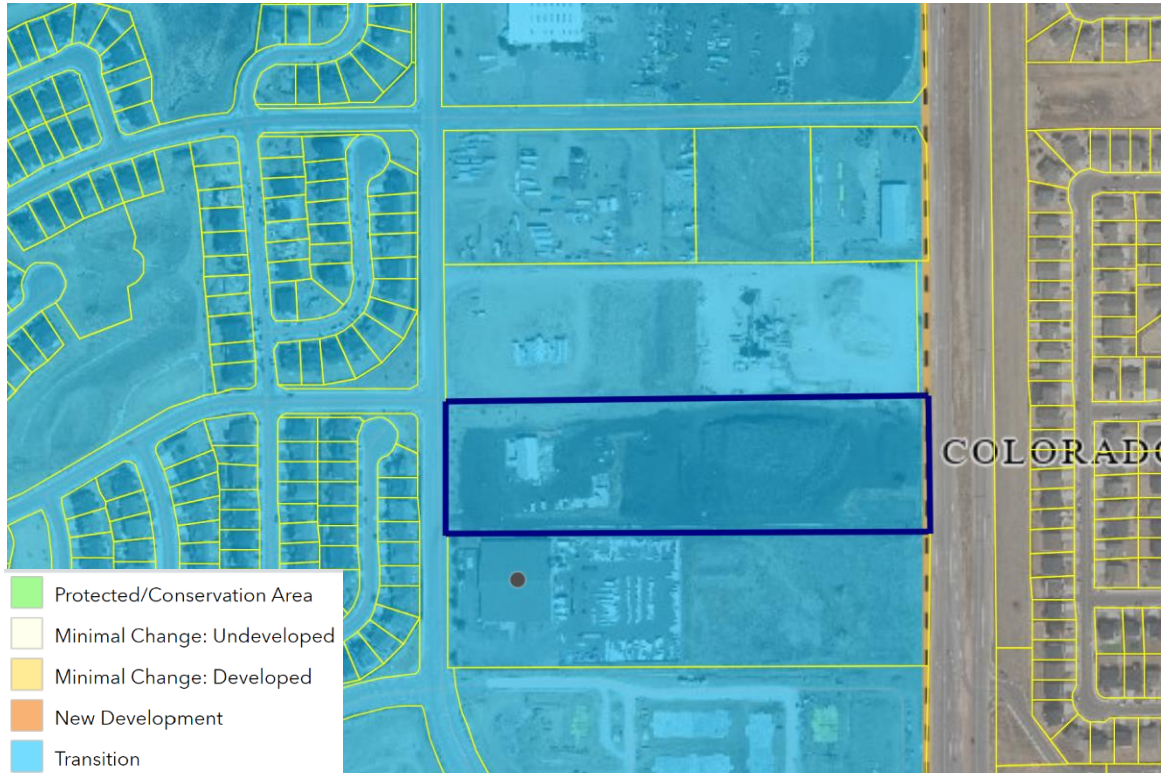 COLORADO
Protected/Conservation Area
Minimal Change: Undeveloped
Minimal Change: Developed
New Development
Transition